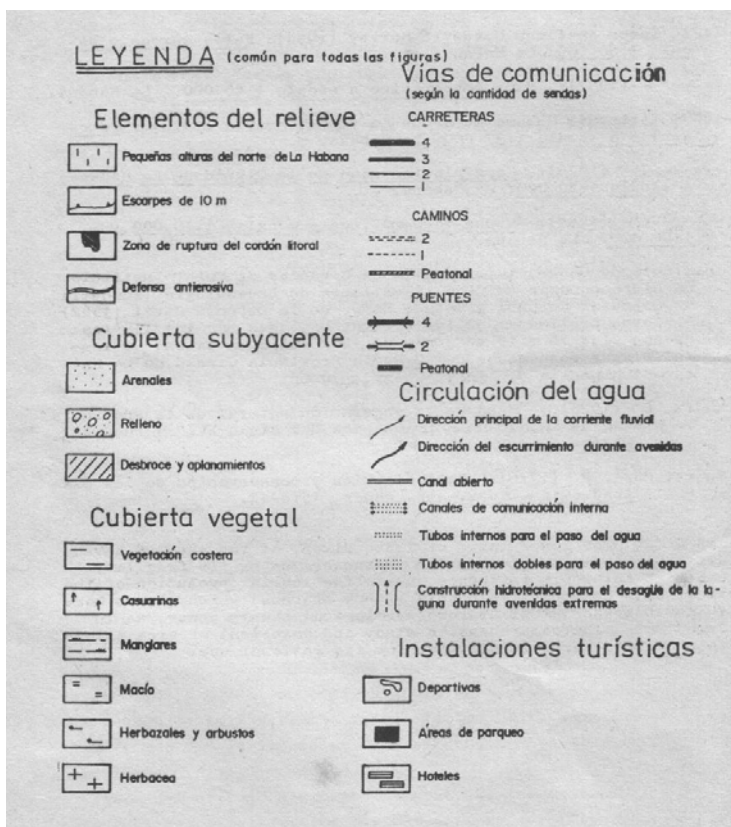 LEYENDA (común para todas las figuras)
Elementos del relieve
Pequeñas alturas del norte de La Habana
Escarpes de 10 m
Zona de ruptura del cordón litoral
Defensa antierosiva
Cubierta subyacente
Arenales
Relleno
Desbroce y aplanamientos
Cubierta vegetal
Vegetación costera
Casuarinas
Manglares
Macío
Herbazales y arbustos
Herbacea
Vías de comunicación
(según la cantidad de sendas)
CARRETERAS
4
3
2
1
CAMINOS
2
1
Peatonal
PUENTES
4
2
Peatonal
Circulación del agua
Dirección principal de la corriente fluvial
Dirección del escurrimiento durante avenidas
Canal abierto
Canales de comunicación interna
Tubos internos para el paso del agua
Tubos internos dobles para el paso del agua
Construcción hidrotécnica para el desagüe de la la-
guna durante avenidas extremas
Instalaciones turísticas
Deportivas
Áreas de parqueo
Hoteles